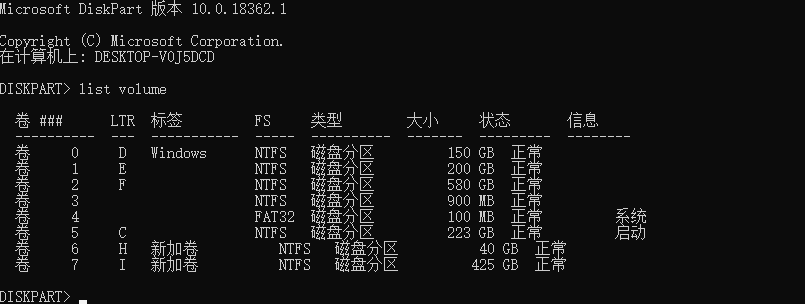 Microsoft DiskPart 版本 10.0.18362.1
Copyright (C) Microsoft Corporation.
在计算机上: DESKTOP-V0J5DCD
DISKPART> list volume
卷 ### LTR 标签 FS 类型 大小 状态 信息
---------- --- ----------- ----- ---------- ------- --------- --------
卷 0 D Windows NTFS 磁盘分区 150 GB 正常
卷 1 E NTFS 磁盘分区 200 GB 正常
卷 2 F NTFS 磁盘分区 580 GB 正常
卷 3 NTFS 磁盘分区 900 MB 正常
卷 4 FAT32 磁盘分区 100 MB 正常 系统
卷 5 C NTFS 磁盘分区 223 GB 正常 启动
卷 6 H 新加卷 NTFS 磁盘分区 40 GB 正常
卷 7 I 新加卷 NTFS 磁盘分区 425 GB 正常
DISKPART>